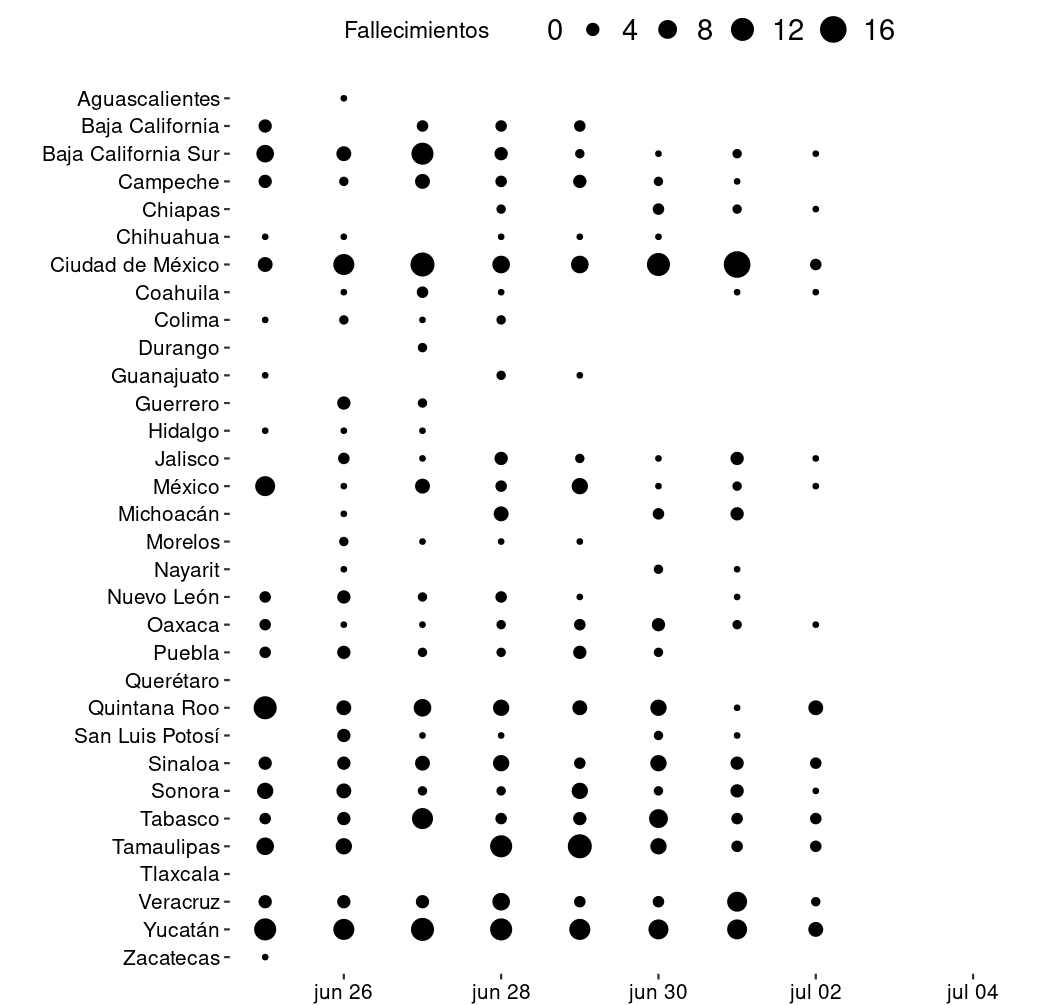 Fallecimientos 0 4 8 12 16
Aguascalientes
Baja California
Baja California Sur
Campeche
Chiapas
Chihuahua
Ciudad de México
Coahuila
Colima
Durango
Guanajuato
Guerrero
Hidalgo
Jalisco
México
Michoacán
Morelos
Nayarit
Nuevo León
Oaxaca
Puebla
Querétaro
Quintana Roo
San Luis Potosí
Sinaloa
Sonora
Tabasco
Tamaulipas
Tlaxcala
Veracruz
Yucatán
Zacatecas
jun 26 jun 28 jun 30 jul 02 jul 04